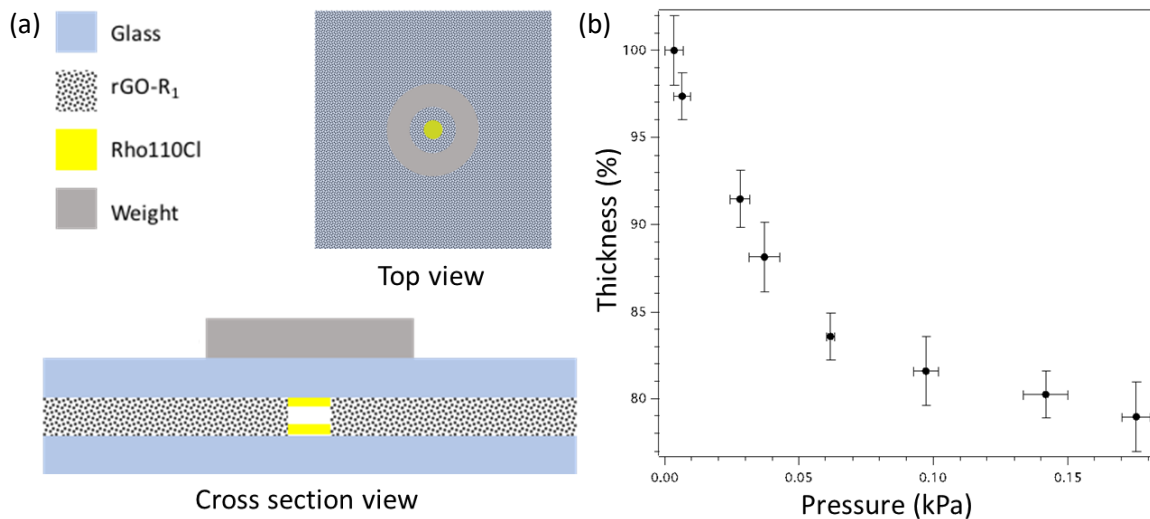 (a)
Glass
rGO-R₁
Rho110Cl
Weight
Top view
Cross section view
(b)
Thickness (%)
100
95
90
85
80
0.00
0.05
0.10
0.15
Pressure (kPa)